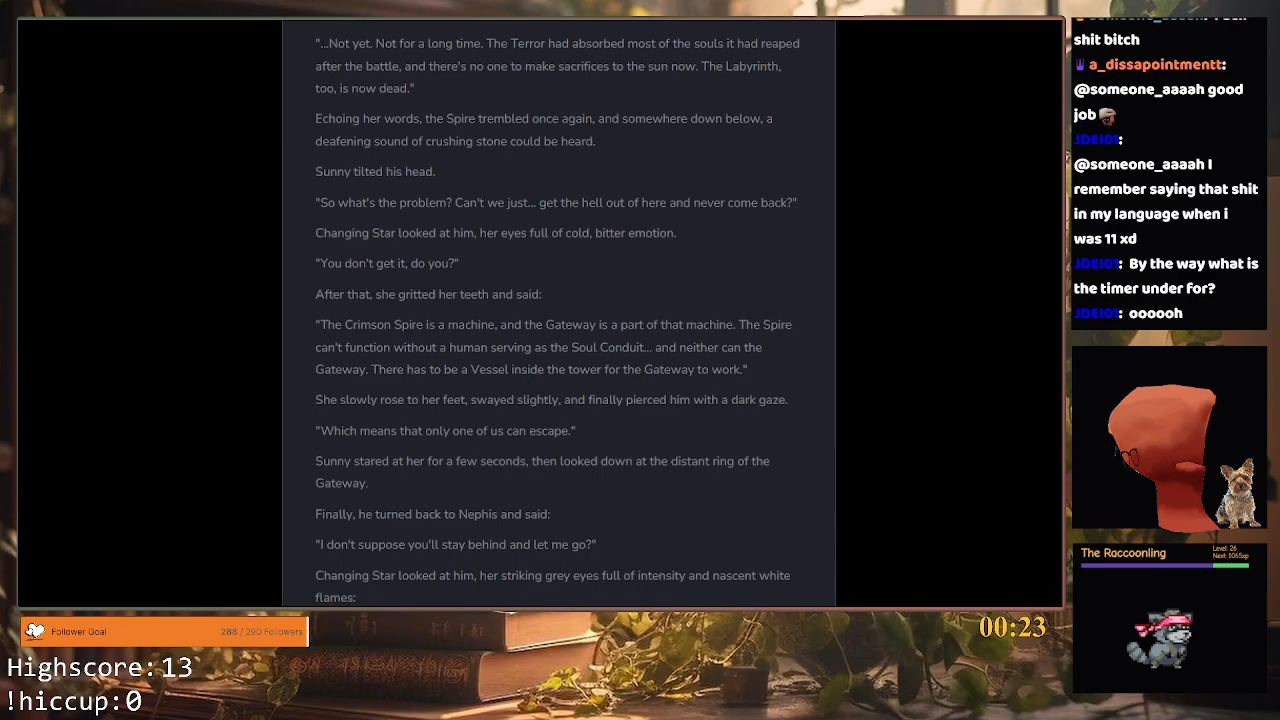 "...Not yet. Not for a long time. The Terror had absorbed most of the souls it had reaped
after the battle, and there's no one to make sacrifices to the sun now. The Labyrinth,
too, is now dead."
Echoing her words, the Spire trembled once again, and somewhere down below, a
deafening sound of crushing stone could be heard.
Sunny tilted his head.
"So what's the problem? Can't we just... get the hell out of here and never come back?"
Changing Star looked at him, her eyes full of cold, bitter emotion.
"You don't get it, do you?"
After that, she gritted her teeth and said:
"The Crimson Spire is a machine, and the Gateway is a part of that machine. The Spire
can't function without a human serving as the Soul Conduit... and neither can the
Gateway. There has to be a Vessel inside the tower for the Gateway to work."
She slowly rose to her feet, swayed slightly, and finally pierced him with a dark gaze.
"Which means that only one of us can escape."
Sunny stared at her for a few seconds, then looked down at the distant ring of the
Gateway.
Finally, he turned back to Nephis and said:
"I don't suppose you'll stay behind and let me go?"
Changing Star looked at him, her striking grey eyes full of intensity and nascent white
flames:
shit bitch
a_dissapointmentt:
@someone_aaaah good
job
JDEI01:
@someone_aaaah I
remember saying that shit
in my language when i
was 11 xd
JDEI01: By the way what is
the timer under for?
JDEI01: oooooh
The Raccoonling
Level: 26
Next: 1065xp
Follower Goal
288 / 290 Followers
00:23
Highscore:13
!hiccup:0